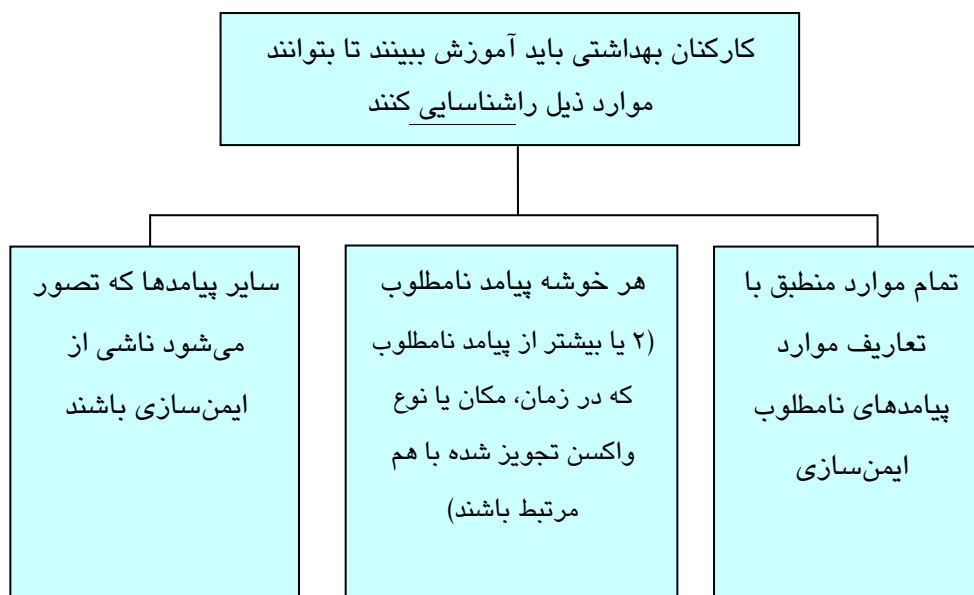 کارکنان بهداشتی باید آموزش ببینند تا بتوانند
موارد ذیل راشناسایی کنند
تمام موارد منطبق با
تعاریف موارد
پیامدهای نامطلوب
ایمن‌سازی
هر خوشه پیامد نامطلوب
(۲ یا بیشتر از پیامد نامطلوب
که در زمان، مکان یا نوع
واکسن تجویز شده با هم
مرتبط باشند)
سایر پیامدها که تصور
می‌شود ناشی از
ایمن‌سازی باشند